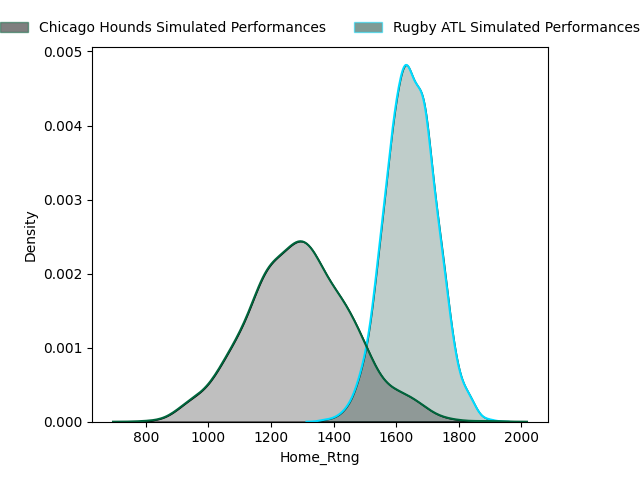 Chicago Hounds Simulated Performances
Rugby ATL Simulated Performances
0.005
0.004
0.003
0.002
0.001
0.000
Density
800 1000 1200 1400 1600 1800 2000
Home_Rtng